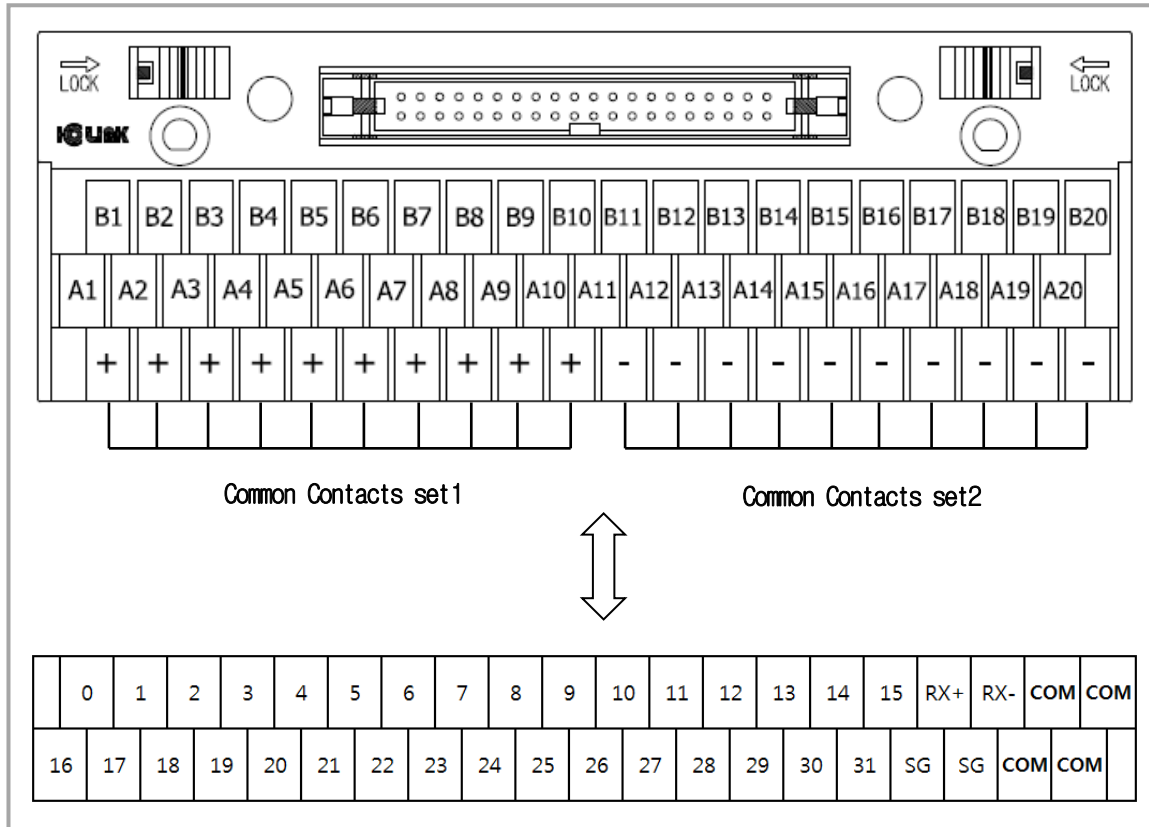 LOCK
LOCK
B1 B2 B3 B4 B5 B6 B7 B8 B9 B10 B11 B12 B13 B14 B15 B16 B17 B18 B19 B20
A1 A2 A3 A4 A5 A6 A7 A8 A9 A10 A11 A12 A13 A14 A15 A16 A17 A18 A19 A20
+ + + + + + + + + + - - - - - - - - - -
Common Contacts set1
Common Contacts set2
0 1 2 3 4 5 6 7 8 9 10 11 12 13 14 15 RX+ RX- COM COM
16 17 18 19 20 21 22 23 24 25 26 27 28 29 30 31 SG SG COM COM